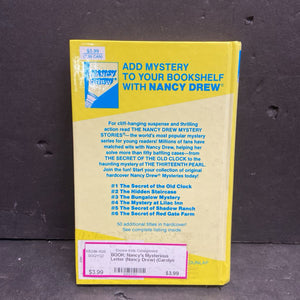 $0.99
ADD MYSTERY
TO YOUR BOOKSHELF
WITH NANCY DREW®
For cliff-hanging suspense and thrilling
action read THE NANCY DREW MYSTERY
STORIES®—the world's most popular mystery
series for young readers! Millions of fans have
matched wits with Nancy Drew, helping her
solve more than fifty baffling cases—from
THE SECRET OF THE OLD CLOCK to the
haunting mystery of THE THIRTEENTH PEARL.
Join the fun! Start your collection of original
hardcover Nancy Drew® Mysteries today!
#1 The Secret of the Old Clock
#2 The Hidden Staircase
#3 The Bungalow Mystery
#4 The Mystery at Lilac Inn
#5 The Secret of Shadow Ranch
#6 The Secret of Red Gate Farm
50 additional titles in hardcover!
See complete listing inside.
BOOK: Nancy's Mysterious
Letter (Nancy Drew) (Carolyn
$3.99
$3.99